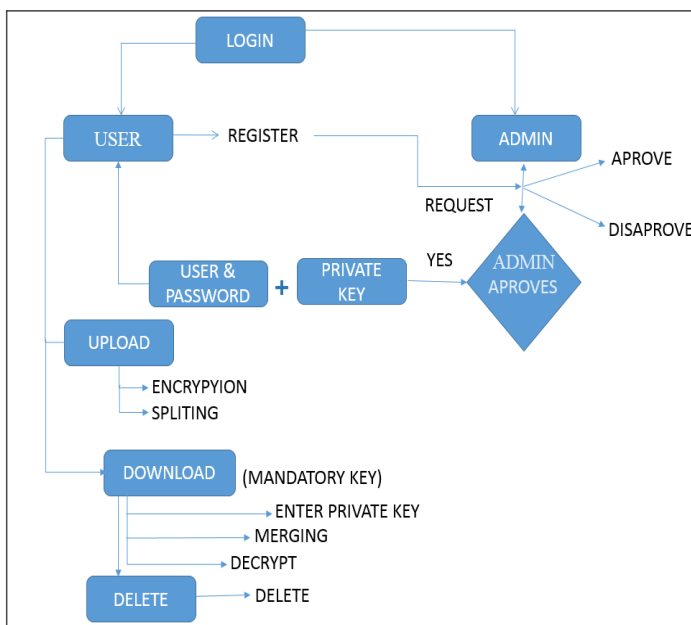 LOGIN
USER
REGISTER
ADMIN
APROVE
REQUEST
DISAPROVE
USER &
PASSWORD
+
PRIVATE
KEY
YES
ADMIN
APROVES
UPLOAD
ENCRYPYION
SPLITING
DOWNLOAD
(MANDATORY KEY)
ENTER PRIVATE KEY
MERGING
DECRYPT
DELETE
DELETE